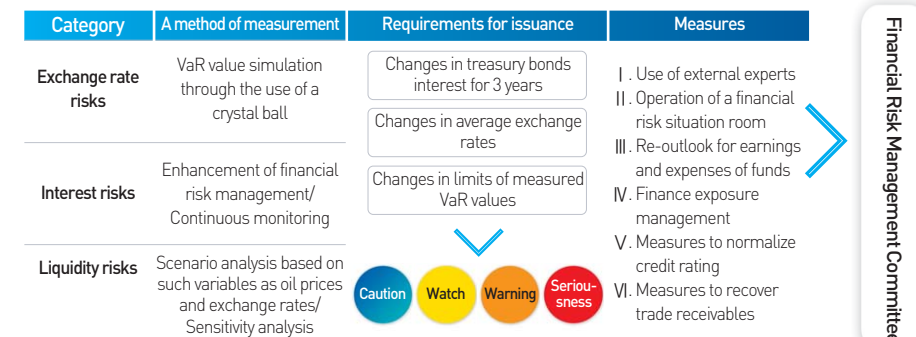 Category
A method of measurement
Requirements for issuance
Measures
Exchange rate
risks
VaR value simulation
through the use of a
crystal ball
Interest risks
Enhancement of financial
risk management/
Continuous monitoring
Liquidity risks
Scenario analysis based on
such variables as oil prices
and exchange rates/
Sensitivity analysis
Changes in treasury bonds
interest for 3 years
Changes in average exchange
rates
Changes in limits of measured
VaR values
Caution
Watch
Warning
Seriou-
sness
Ⅰ. Use of external experts
Ⅱ. Operation of a financial
risk situation room
Ⅲ. Re-outlook for earnings
and expenses of funds
Ⅳ. Finance exposure
management
Ⅴ. Measures to normalize
credit rating
Ⅵ. Measures to recover
trade receivables
Financial Risk Management Committee